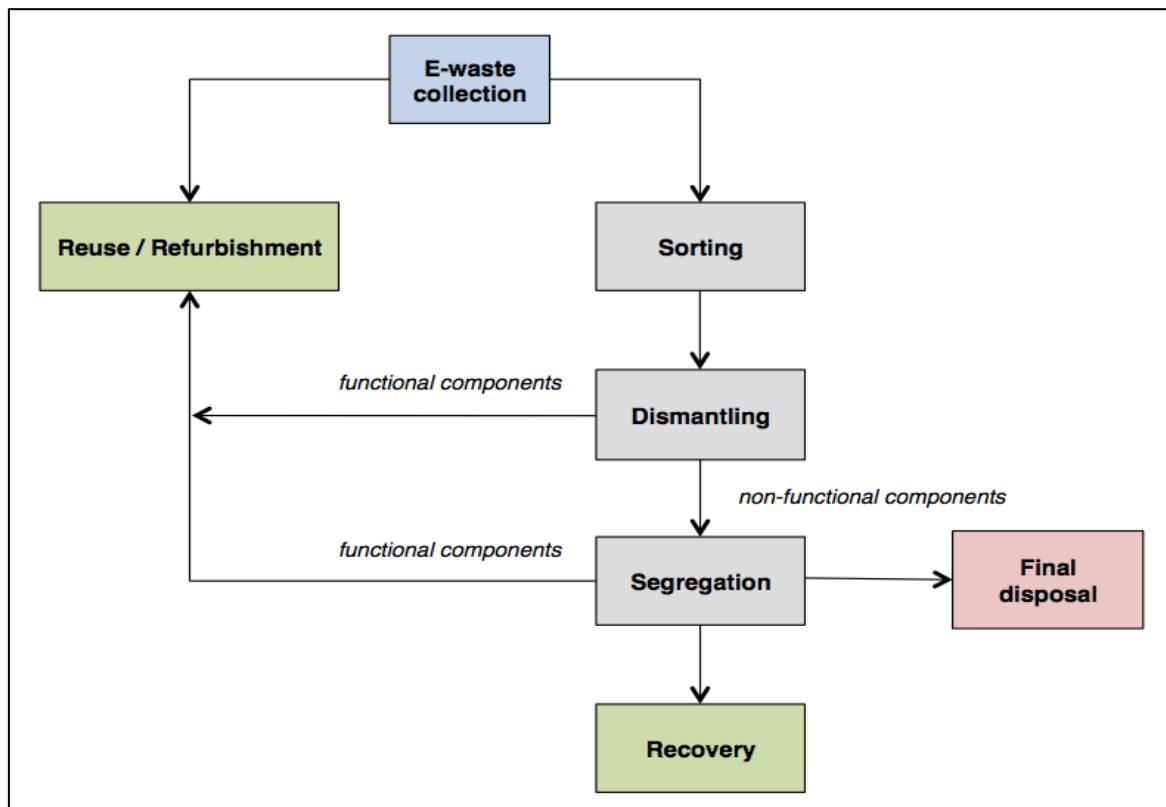 E-waste
collection
Reuse / Refurbishment
Sorting
functional components
Dismantling
non-functional components
functional components
Segregation
Final
disposal
Recovery